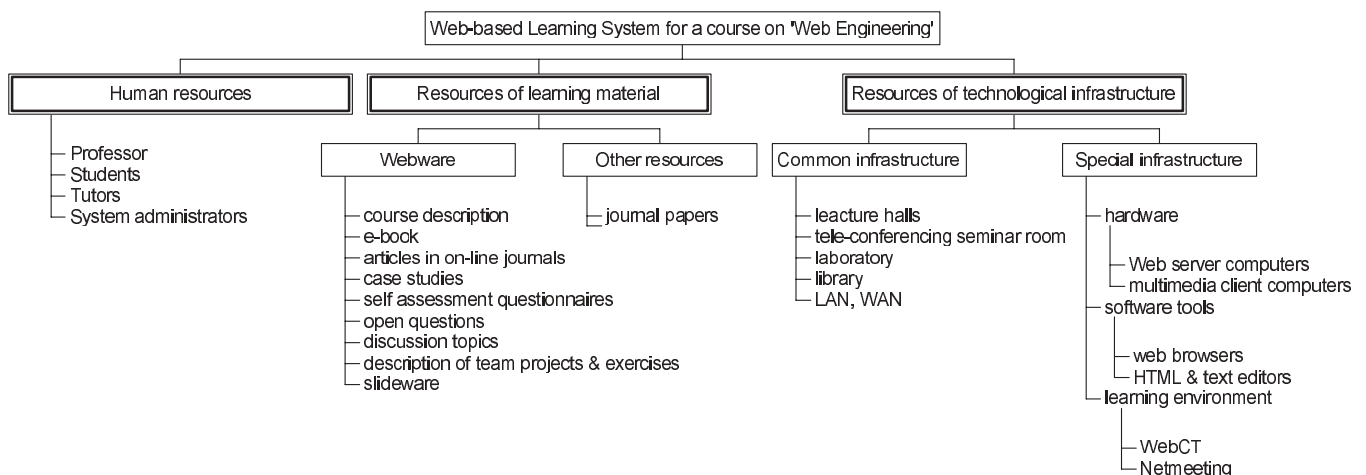 Web-based Learning System for a course on 'Web Engineering'
Human resources
Resources of learning material
Resources of technological infrastructure
Professor
Students
Tutors
System administrators
Webware
Other resources
Common infrastructure
Special infrastructure
course description
e-book
articles in on-line journals
case studies
self assessment questionnaires
open questions
discussion topics
description of team projects & exercises
slideware
journal papers
leacture halls
tele-conferencing seminar room
laboratory
library
LAN, WAN
hardware
Web server computers
multimedia client computers
software tools
web browsers
HTML & text editors
learning environment
WebCT
Netmeeting